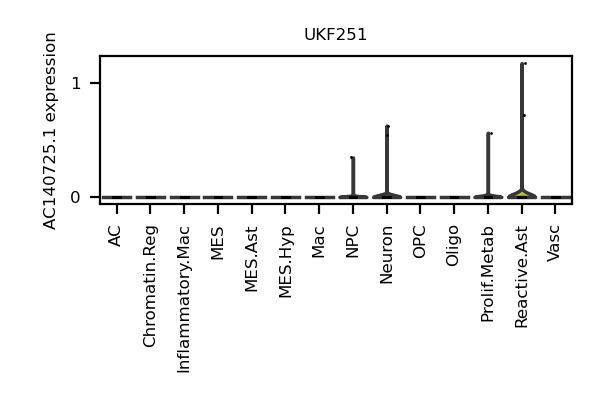 UKF251
AC140725.1 expression
1
0
AC
Chromatin.Reg
Inflammatory.Mac
MES
MES.Ast
MES.Hyp
Mac
NPC
Neuron
OPC
Oligo
Prolif.Metab
Reactive.Ast
Vasc